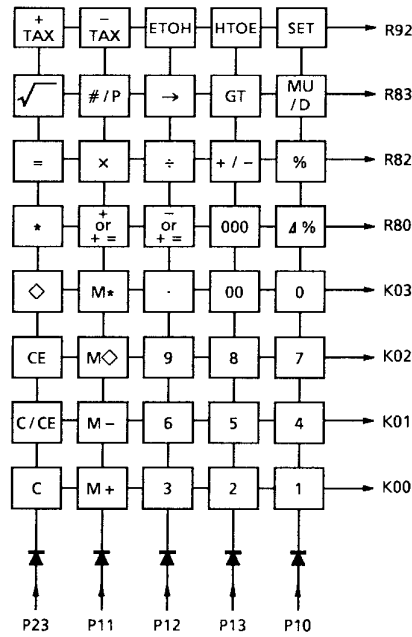 + TAX - TAX ETOH HTOE SET R92
√ #/P → GT MU /D R83
= × ÷ +/- % R82
* + or += - or += 000 Δ% R80
◇ M* · 00 0 K03
CE M◇ 9 8 7 K02
C/CE M- 6 5 4 K01
C M+ 3 2 1 K00
P23 P11 P12 P13 P10